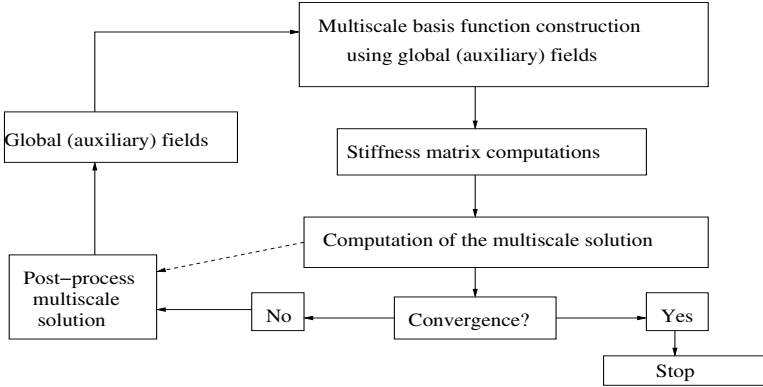 Multiscale basis function construction
using global (auxiliary) fields
Global (auxiliary) fields
Stiffness matrix computations
Computation of the multiscale solution
Post−process
multiscale
solution
No
Convergence?
Yes
Stop